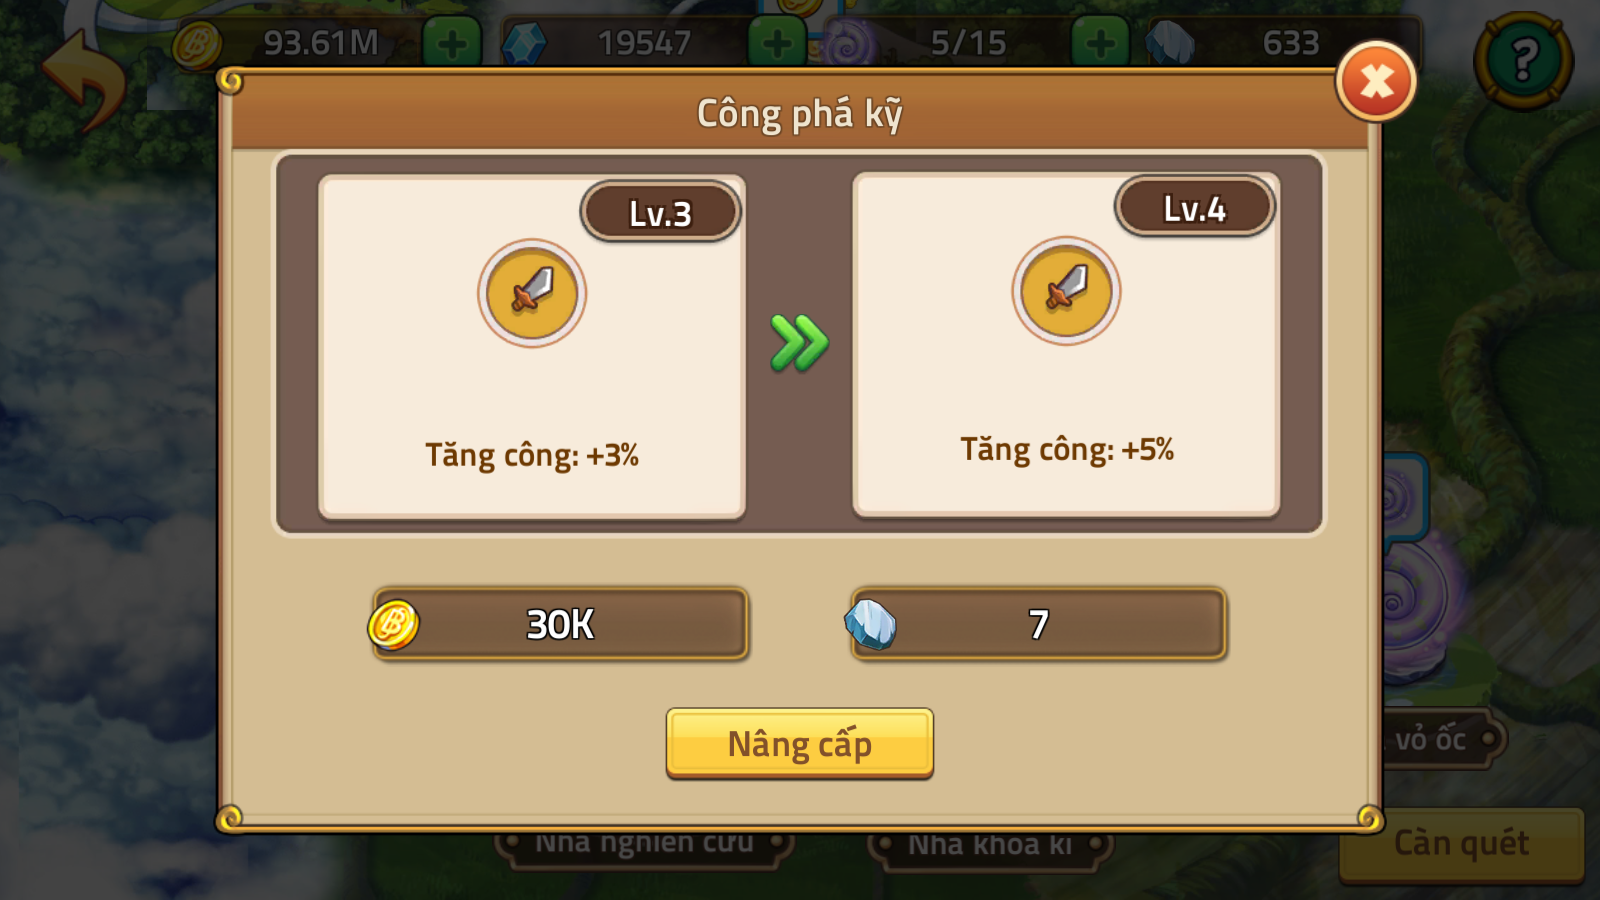 93.61M
19547
5/15
633
?
Công phá kỹ
Lv.3
Lv.4
Tăng công: +3%
Tăng công: +5%
30K
7
Nâng cấp
vỏ ốc
Nhà nghiên cứu
Nhà khoa kĩ
Càn quét